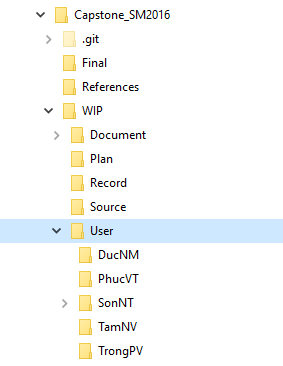 Capstone_SM2016
.git
Final
References
WIP
Document
Plan
Record
Source
User
DucNM
PhucVT
SonNT
TamNV
TrongPV